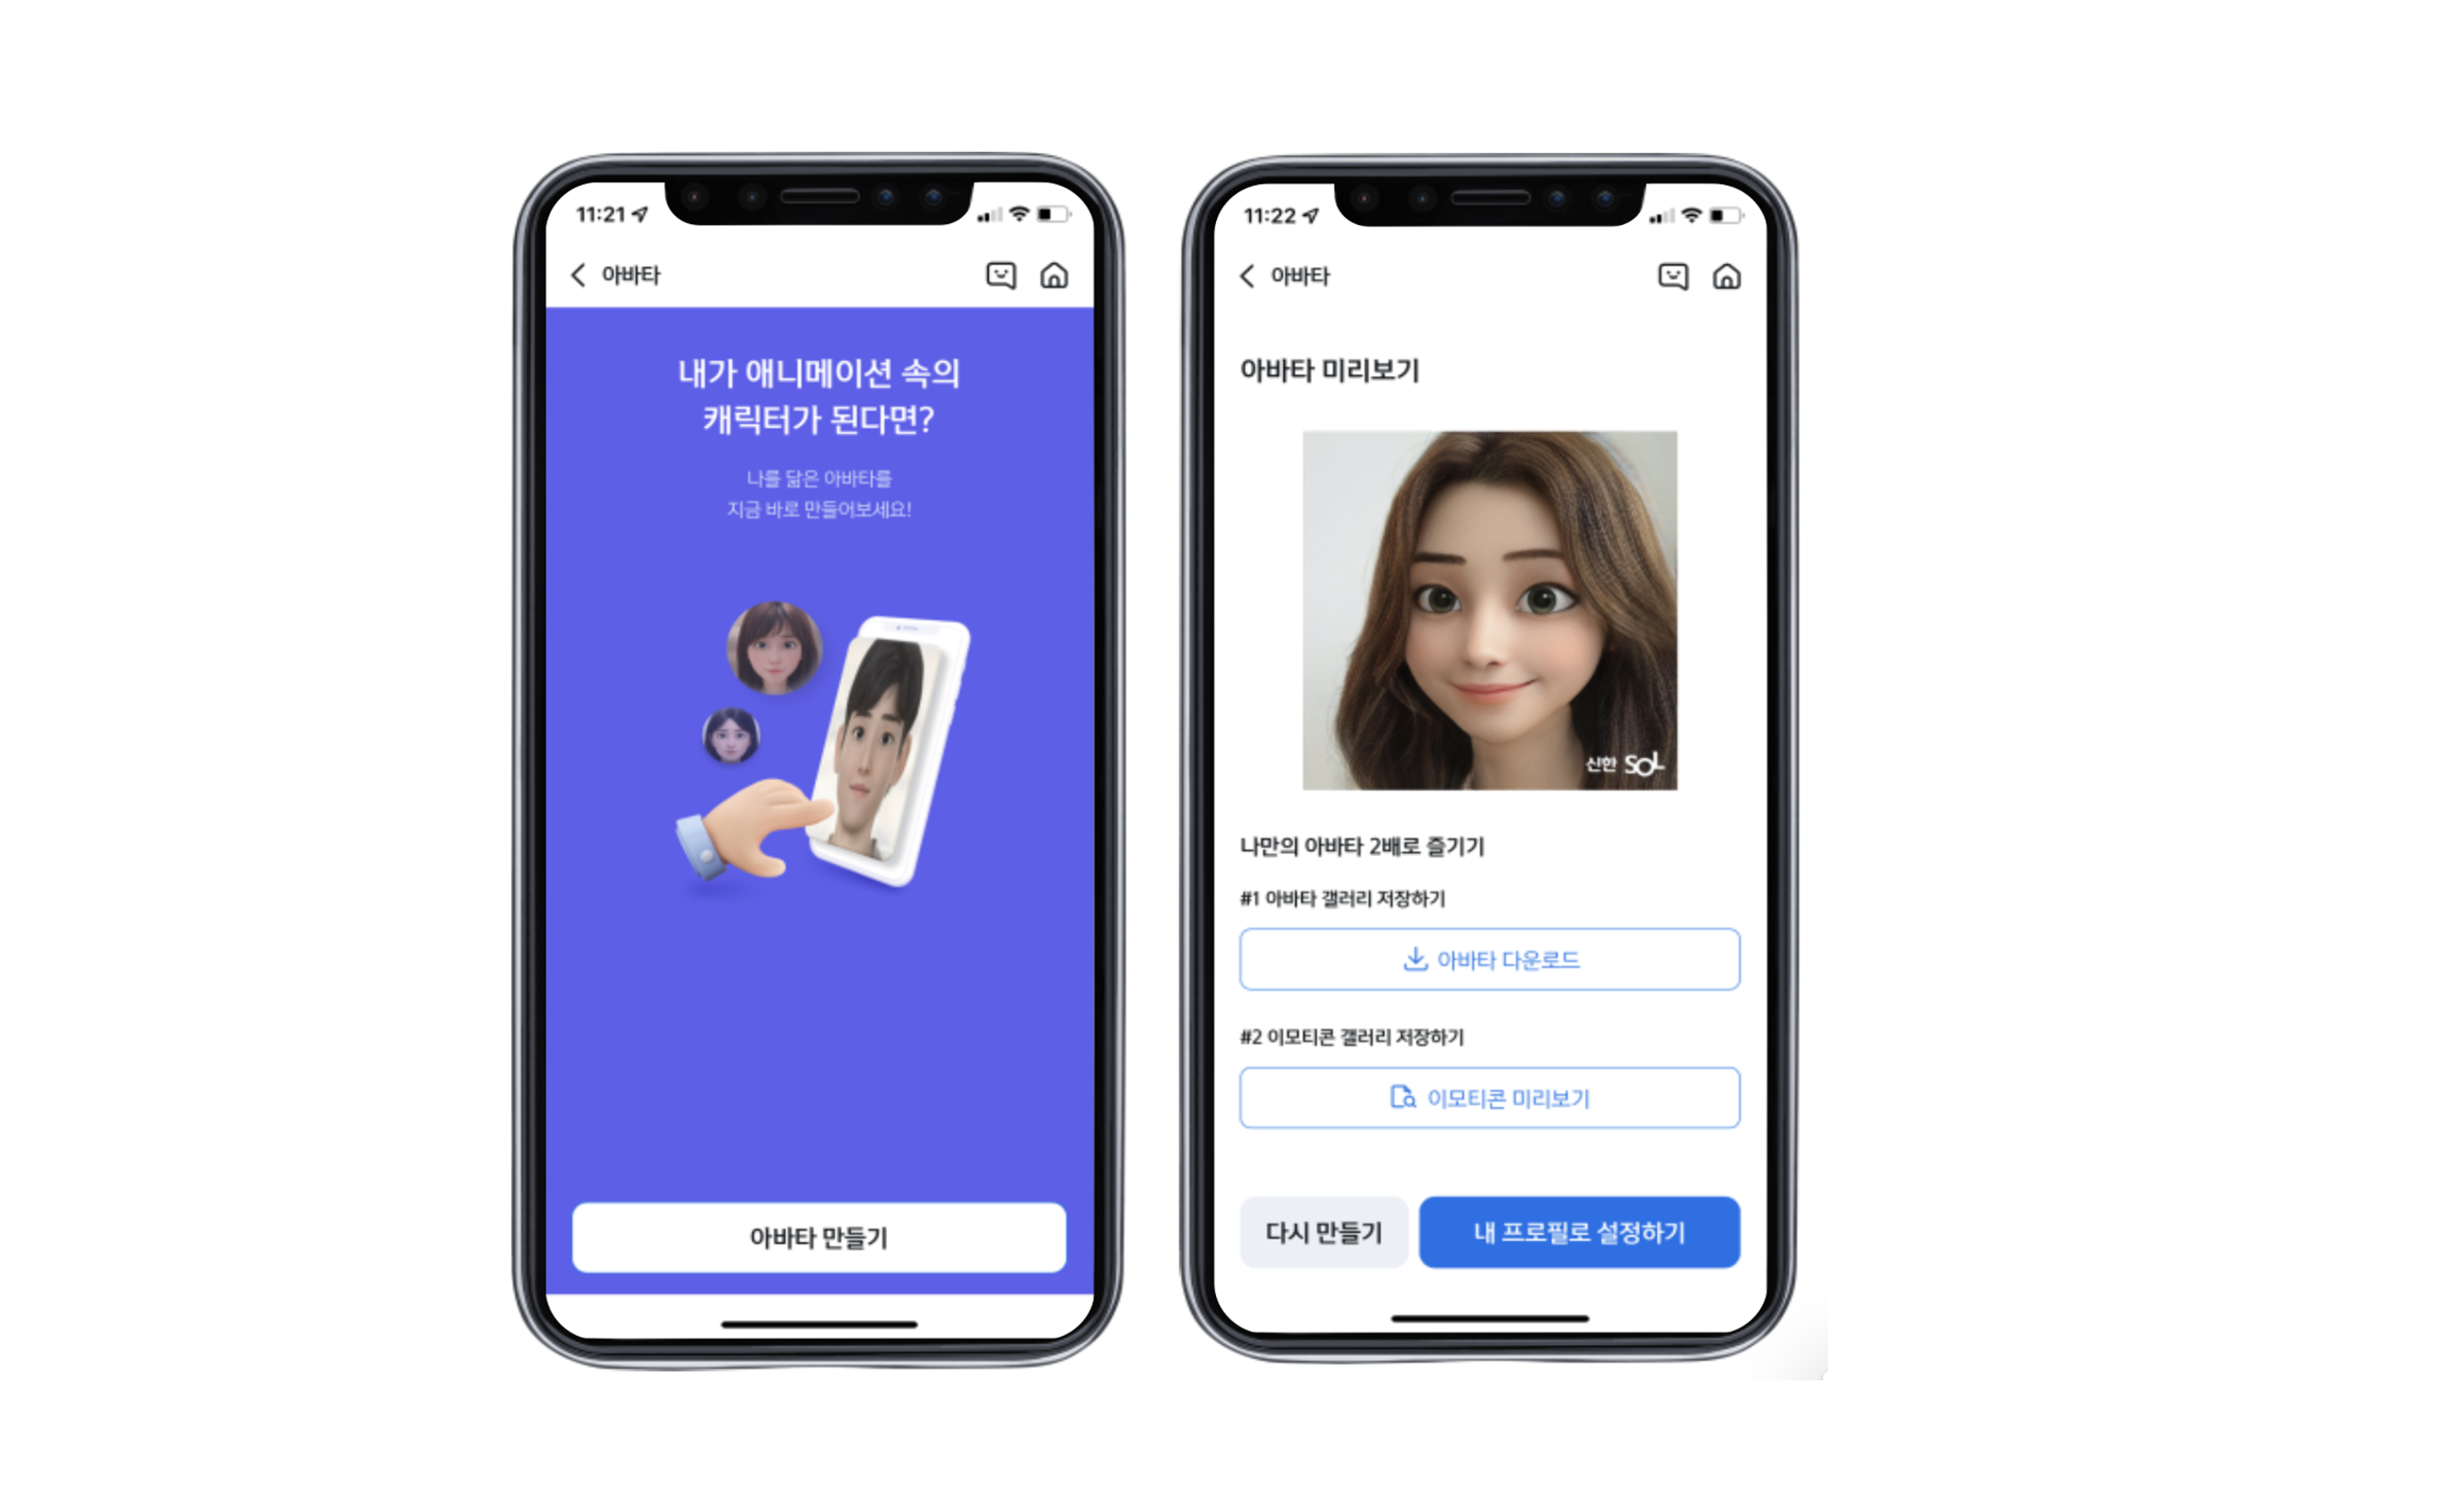 11:21
아바타
내가 애니메이션 속의
캐릭터가 된다면?
나를 닮은 아바타를
지금 바로 만들어보세요!
아바타 만들기
11:22
아바타
아바타 미리보기
신한 SOL
나만의 아바타 2배로 즐기기
#1 아바타 갤러리 저장하기
아바타 다운로드
#2 이모티콘 갤러리 저장하기
이모티콘 미리보기
다시 만들기
내 프로필로 설정하기